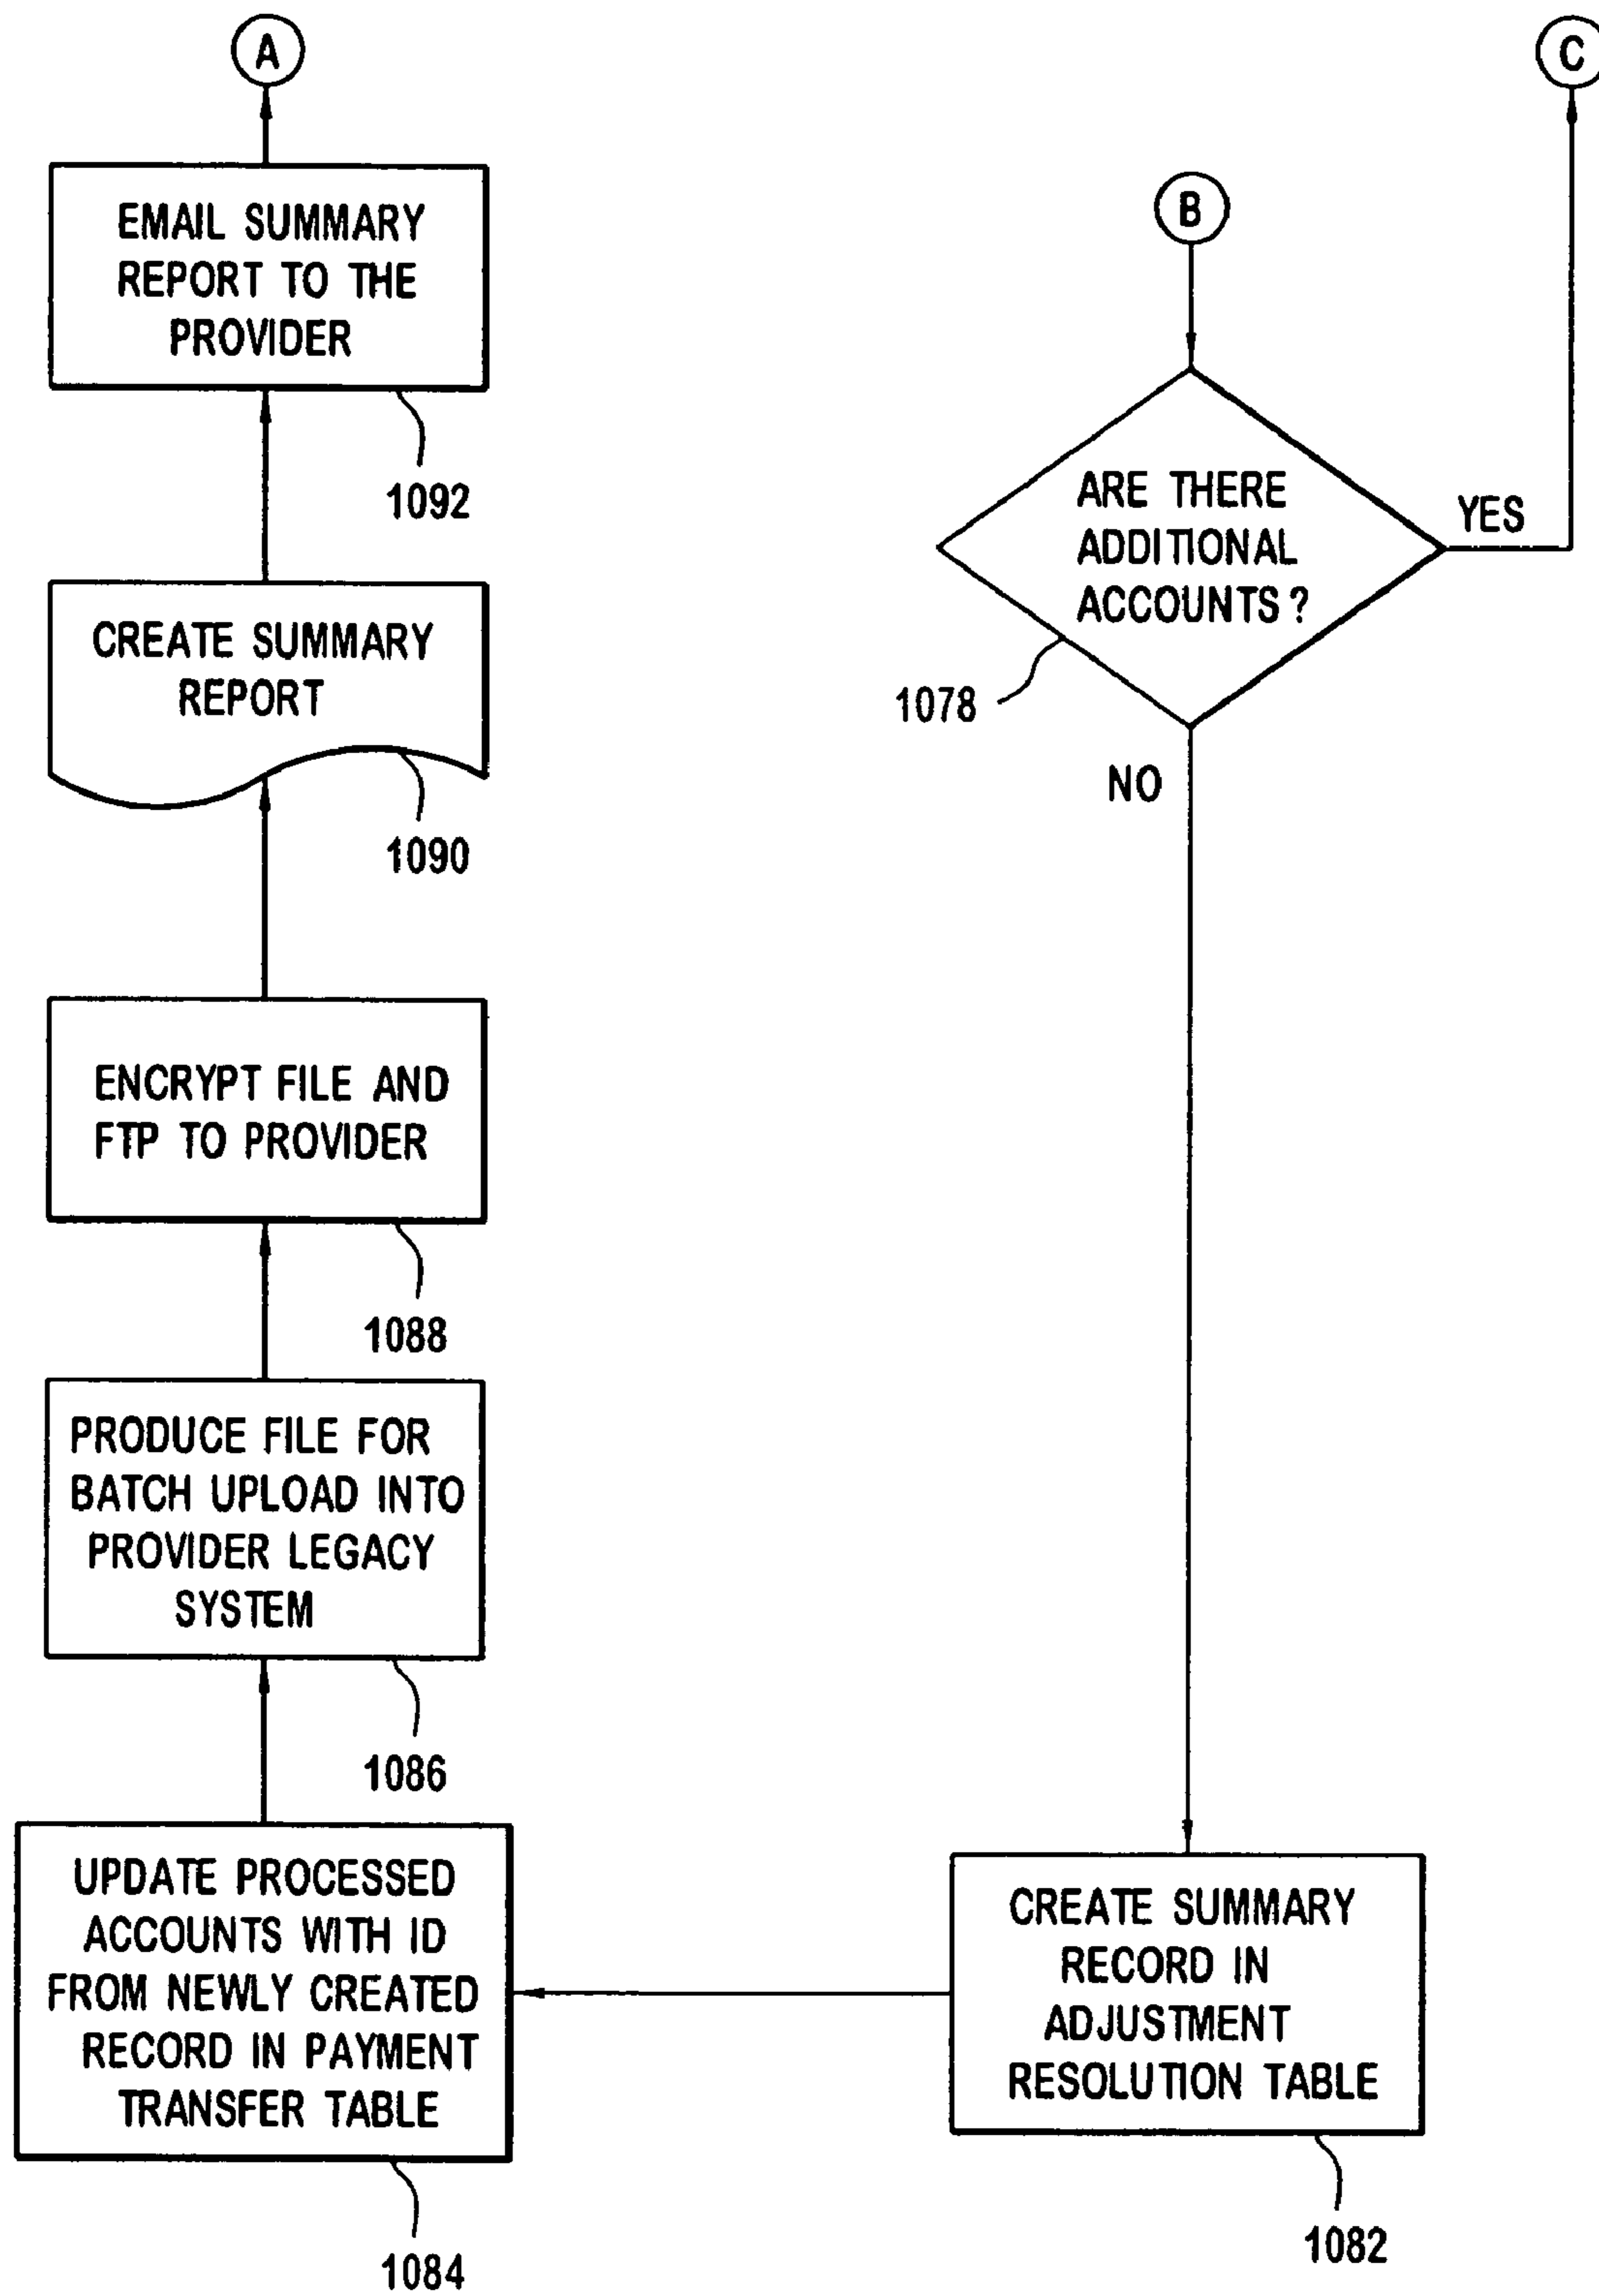 A
C
EMAIL SUMMARY
REPORT TO THE
PROVIDER
1092
B
ARE THERE
ADDITIONAL
ACCOUNTS?
YES
1078
NO
CREATE SUMMARY
REPORT
1090
ENCRYPT FILE AND
FTP TO PROVIDER
1088
PRODUCE FILE FOR
BATCH UPLOAD INTO
PROVIDER LEGACY
SYSTEM
1086
UPDATE PROCESSED
ACCOUNTS WITH ID
FROM NEWLY CREATED
RECORD IN PAYMENT
TRANSFER TABLE
1084
CREATE SUMMARY
RECORD IN
ADJUSTMENT
RESOLUTION TABLE
1082